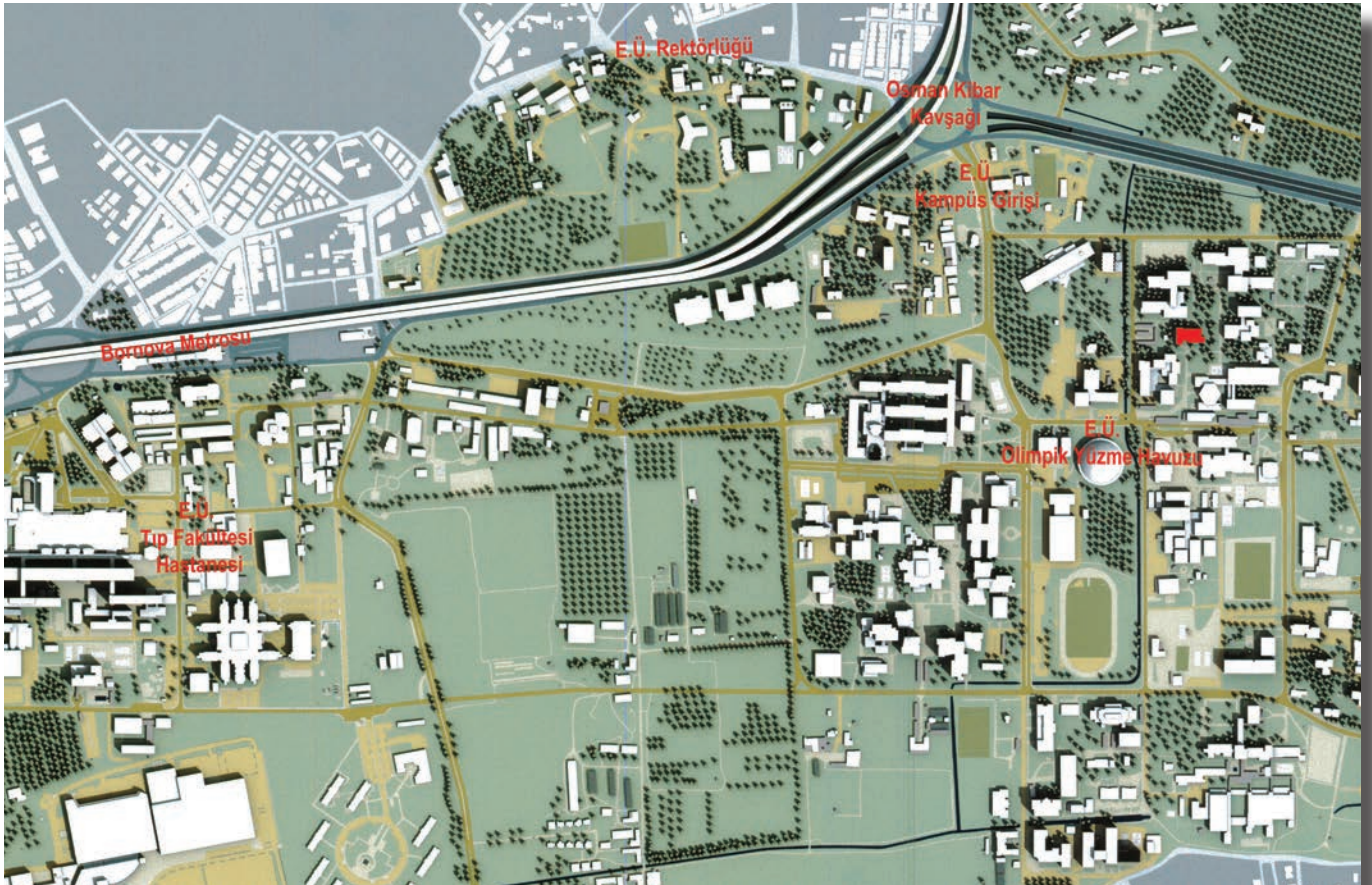 E.Ü. Rektörlüğü
Osman Kibar
Kavşağı
E.Ü.
Kampüs Girişi
Bornova Metrosu
E.Ü.
Olimpik Yüzme Havuzu
E.Ü.
Tıp Fakültesi
Hastanesi